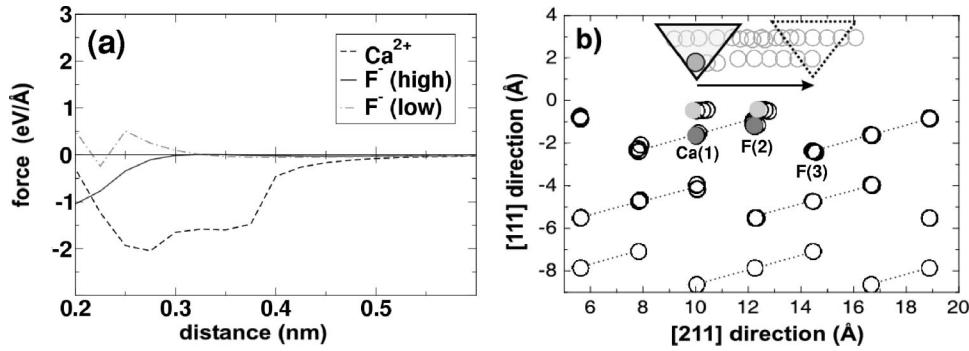 (a)
Ca2+
F- (high)
F- (low)
3
2
1
0
-1
-2
force (eV/Å)
0.2
0.3
0.4
0.5
distance (nm)
b)
4
2
0
-2
-4
-6
-8
[111] direction (Å)
Ca(1)
F(2)
F(3)
6
8
10
12
14
16
18
20
[211] direction (Å)